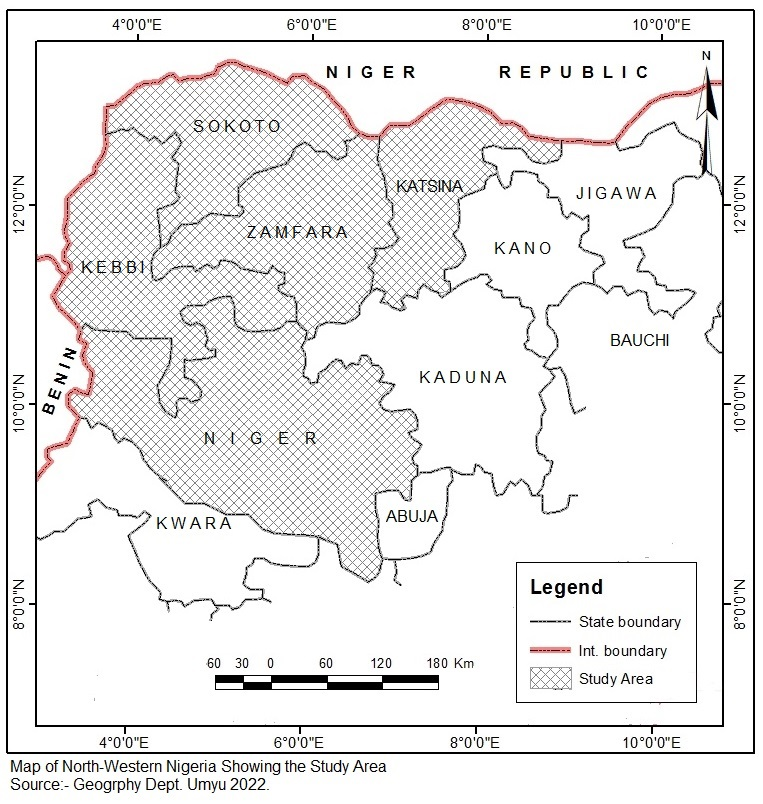 4°0'0"E 6°0'0"E 8°0'0"E 10°0'0"E
NIGER REPUBLIC
N
SOKOTO
KATSINA
JIGAWA
12°0'0"N 12°0'0"N
ZAMFARA
KANO
KEBBI
BAUCHI
BENIN
KADUNA
10°0'0"N 10°0'0"N
NIGER
ABUJA
KWARA
8°0'0"N 8°0'0"N
Legend
State boundary
Int. boundary
Study Area
60 30 0 60 120 180 Km
4°0'0"E 6°0'0"E 8°0'0"E 10°0'0"E
Map of North-Western Nigeria Showing the Study Area
Source:- Geogrphy Dept. Umyu 2022.